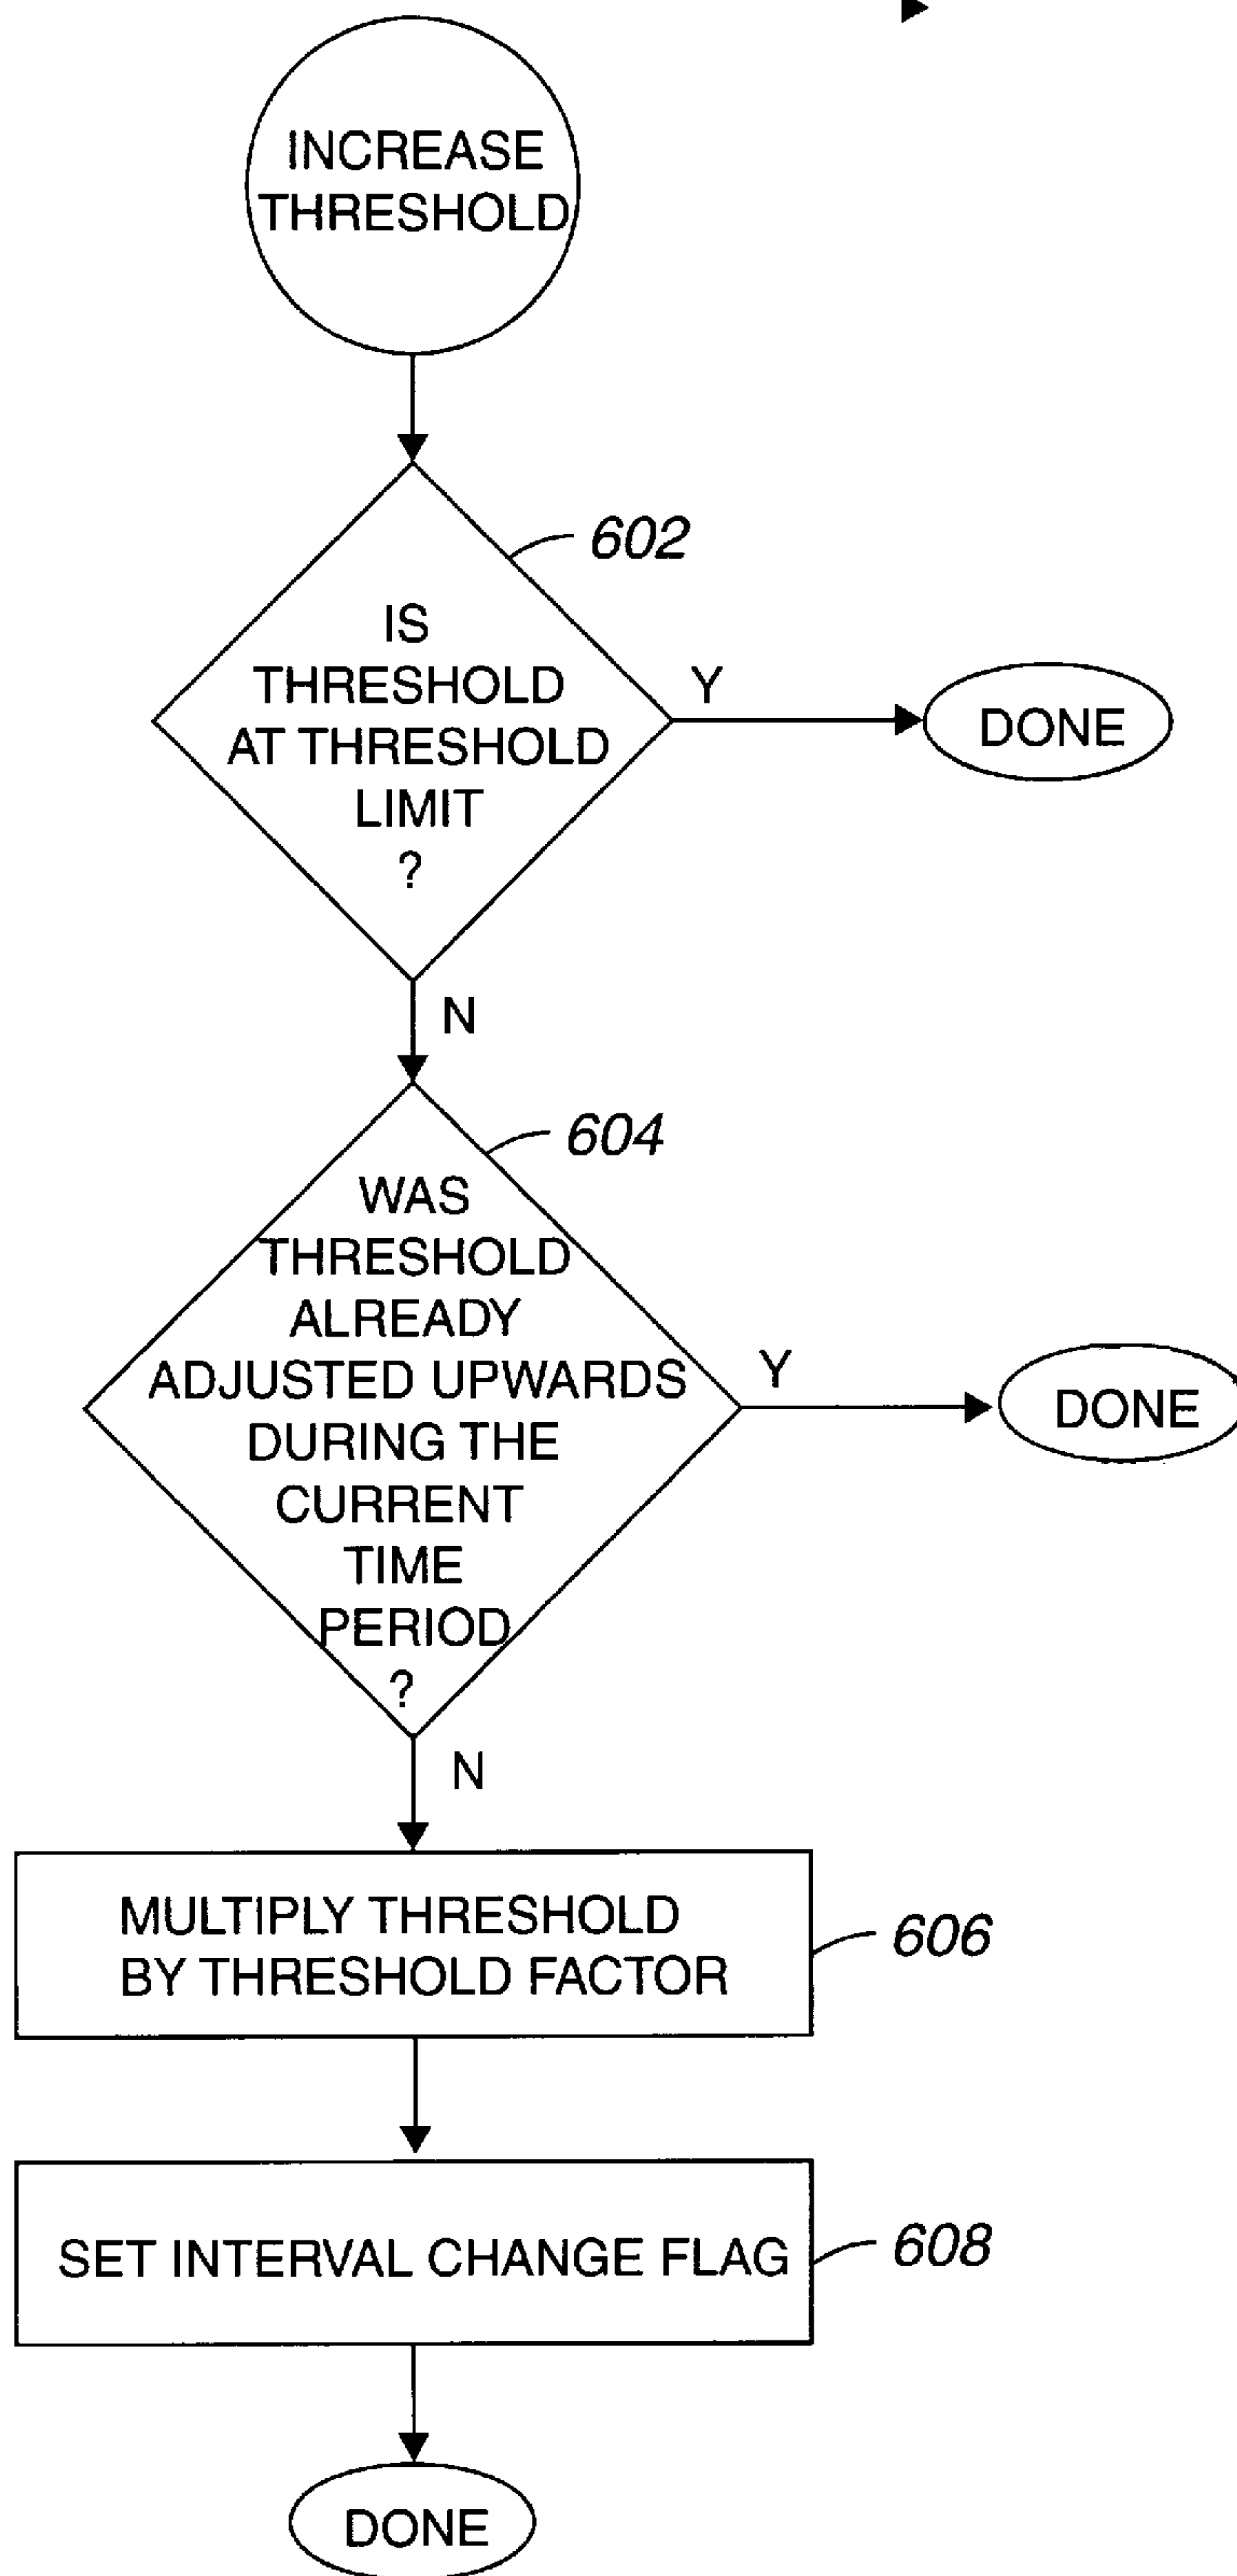 INCREASE
THRESHOLD
602
IS
THRESHOLD
AT THRESHOLD
LIMIT
?
Y
DONE
N
604
WAS
THRESHOLD
ALREADY
ADJUSTED UPWARDS
DURING THE
CURRENT
TIME
PERIOD
?
Y
DONE
N
MULTIPLY THRESHOLD
BY THRESHOLD FACTOR
606
SET INTERVAL CHANGE FLAG
608
DONE